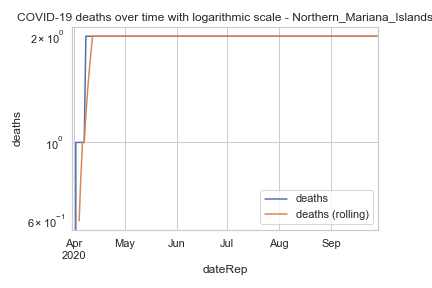 COVID-19 deaths over time with logarithmic scale - Northern_Mariana_Islands
2 × 10⁰
10⁰
6 × 10⁻¹
deaths
deaths
deaths (rolling)
Apr May Jun Jul Aug Sep
2020
dateRep